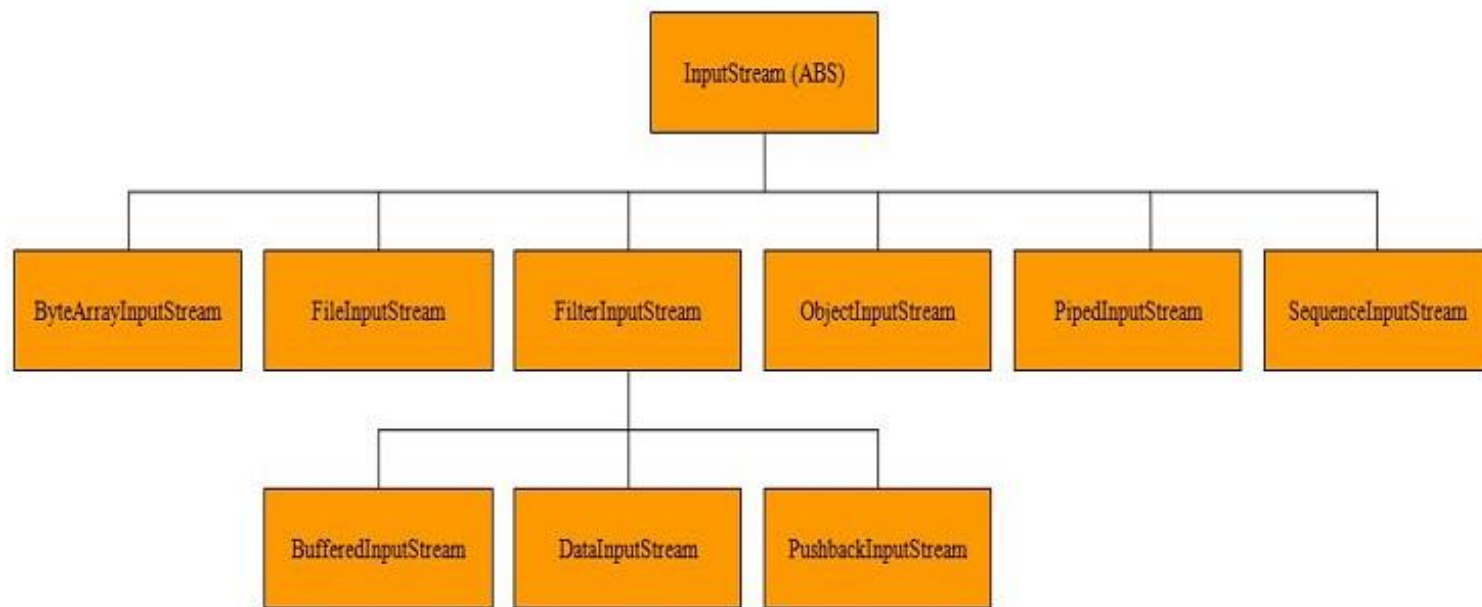 InputStream (ABS)
ByteArrayInputStream
FileInputStream
FilterInputStream
ObjectInputStream
PipedInputStream
SequenceInputStream
BufferedInputStream
DataInputStream
PushbackInputStream